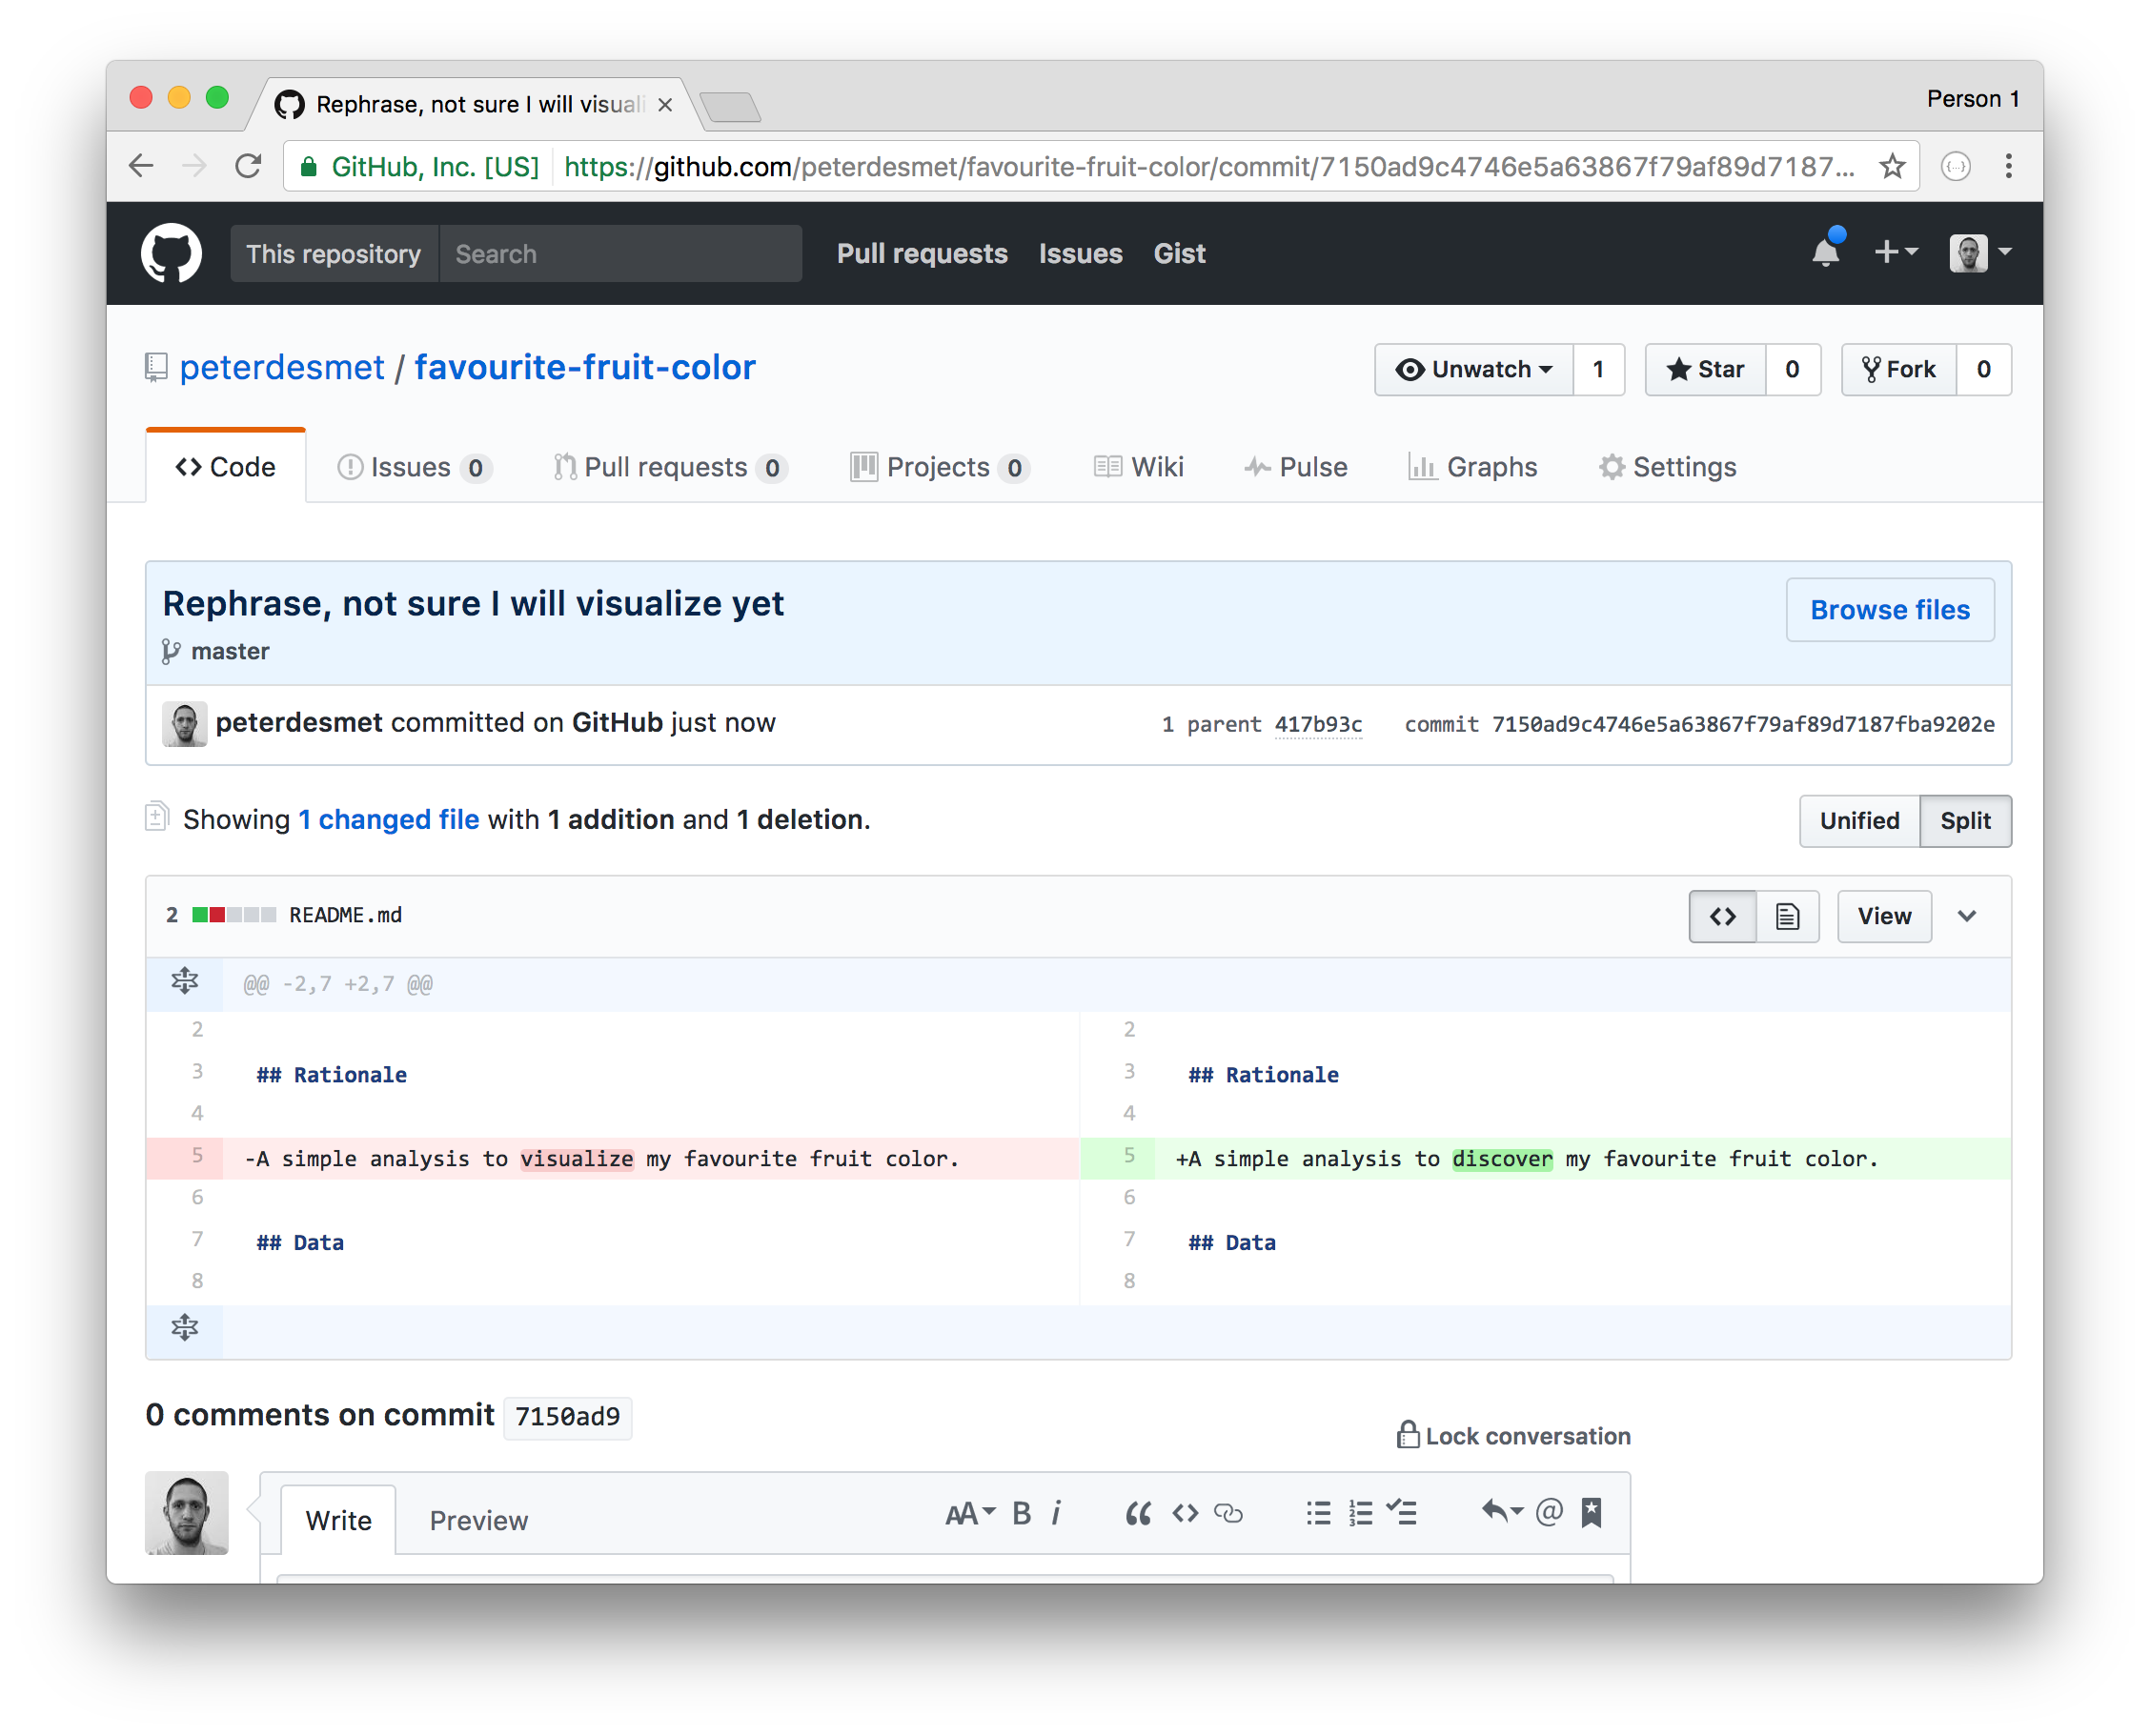 Rephrase, not sure I will visuali
Person 1
GitHub, Inc. [US] https://github.com/peterdesmet/favourite-fruit-color/commit/7150ad9c4746e5a63867f79af89d7187...
This repository Search Pull requests Issues Gist
peterdesmet / favourite-fruit-color Unwatch 1 Star 0 Fork 0
Code Issues 0 Pull requests 0 Projects 0 Wiki Pulse Graphs Settings
Rephrase, not sure I will visualize yet
Browse files
master
peterdesmet committed on GitHub just now 1 parent 417b93c commit 7150ad9c4746e5a63867f79af89d7187fba9202e
Showing 1 changed file with 1 addition and 1 deletion. Unified Split
2 README.md <> View
@@ -2,7 +2,7 @@
2 2
3 ## Rationale 3 ## Rationale
4 4
5 -A simple analysis to visualize my favourite fruit color. 5 +A simple analysis to discover my favourite fruit color.
6 6
7 ## Data 7 ## Data
8 8
0 comments on commit 7150ad9
Lock conversation
Write Preview AA B i “ <> @